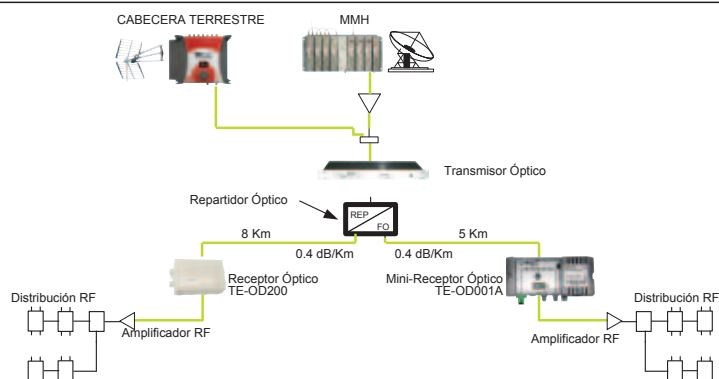 CABECERA TERRESTRE
MMH
Transmisor Óptico
Repartidor Óptico
REP
FO
8 Km
5 Km
0.4 dB/Km
0.4 dB/Km
Receptor Óptico
TE-OD200
Mini-Receptor Óptico
TE-OD001A
Distribución RF
Distribución RF
Amplificador RF
Amplificador RF